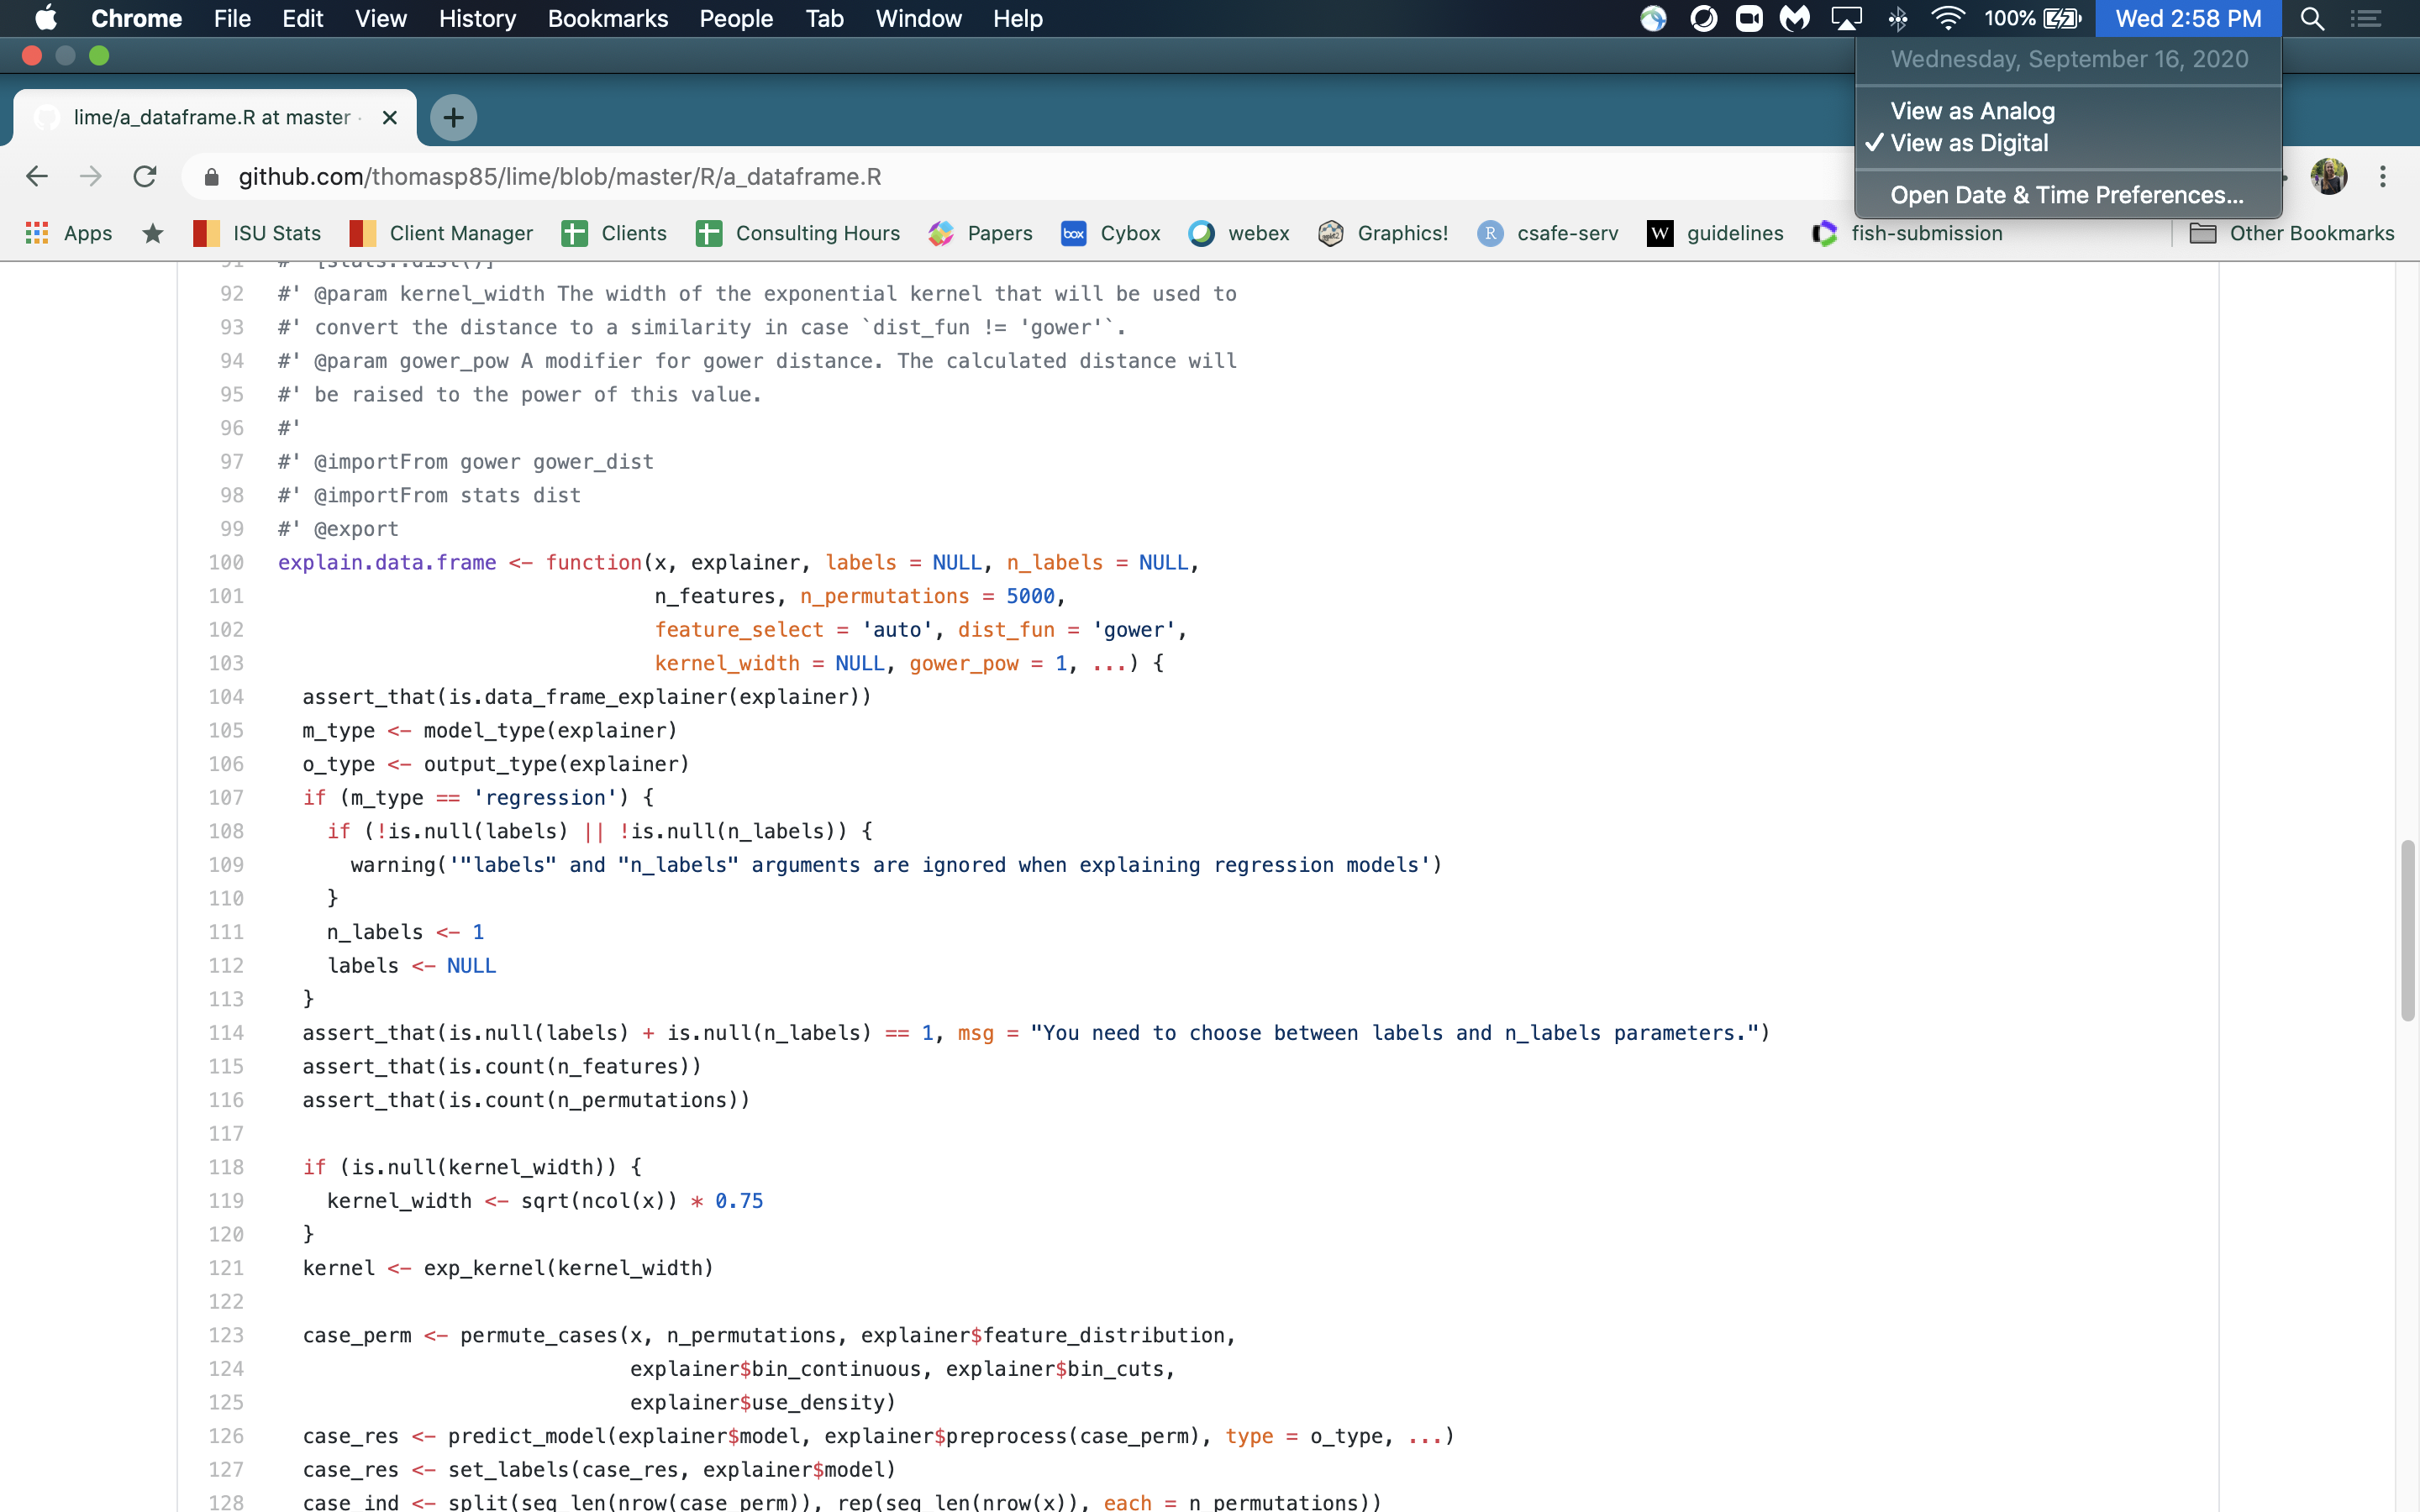 Chrome File Edit View History Bookmarks People Tab Window Help 100% Wed 2:58 PM
Wednesday, September 16, 2020
View as Analog
✓ View as Digital
Open Date & Time Preferences...
lime/a_dataframe.R at master
github.com/thomasp85/lime/blob/master/R/a_dataframe.R
Apps ISU Stats Client Manager Clients Consulting Hours Papers box Cybox webex Graphics! R csafe-serv W guidelines fish-submission Other Bookmarks
91 #' [stats::dist()]
92 #' @param kernel_width The width of the exponential kernel that will be used to
93 #' convert the distance to a similarity in case `dist_fun != 'gower'`.
94 #' @param gower_pow A modifier for gower distance. The calculated distance will
95 #' be raised to the power of this value.
96 #'
97 #' @importFrom gower gower_dist
98 #' @importFrom stats dist
99 #' @export
100 explain.data.frame <- function(x, explainer, labels = NULL, n_labels = NULL,
101 n_features, n_permutations = 5000,
102 feature_select = 'auto', dist_fun = 'gower',
103 kernel_width = NULL, gower_pow = 1, ...) {
104 assert_that(is.data_frame_explainer(explainer))
105 m_type <- model_type(explainer)
106 o_type <- output_type(explainer)
107 if (m_type == 'regression') {
108 if (!is.null(labels) || !is.null(n_labels)) {
109 warning('"labels" and "n_labels" arguments are ignored when explaining regression models')
110 }
111 n_labels <- 1
112 labels <- NULL
113 }
114 assert_that(is.null(labels) + is.null(n_labels) == 1, msg = "You need to choose between labels and n_labels parameters.")
115 assert_that(is.count(n_features))
116 assert_that(is.count(n_permutations))
117
118 if (is.null(kernel_width)) {
119 kernel_width <- sqrt(ncol(x)) * 0.75
120 }
121 kernel <- exp_kernel(kernel_width)
122
123 case_perm <- permute_cases(x, n_permutations, explainer$feature_distribution,
124 explainer$bin_continuous, explainer$bin_cuts,
125 explainer$use_density)
126 case_res <- predict_model(explainer$model, explainer$preprocess(case_perm), type = o_type, ...)
127 case_res <- set_labels(case_res, explainer$model)
128 case_ind <- split(seq_len(nrow(case_perm)), rep(seq_len(nrow(x)), each = n_permutations))